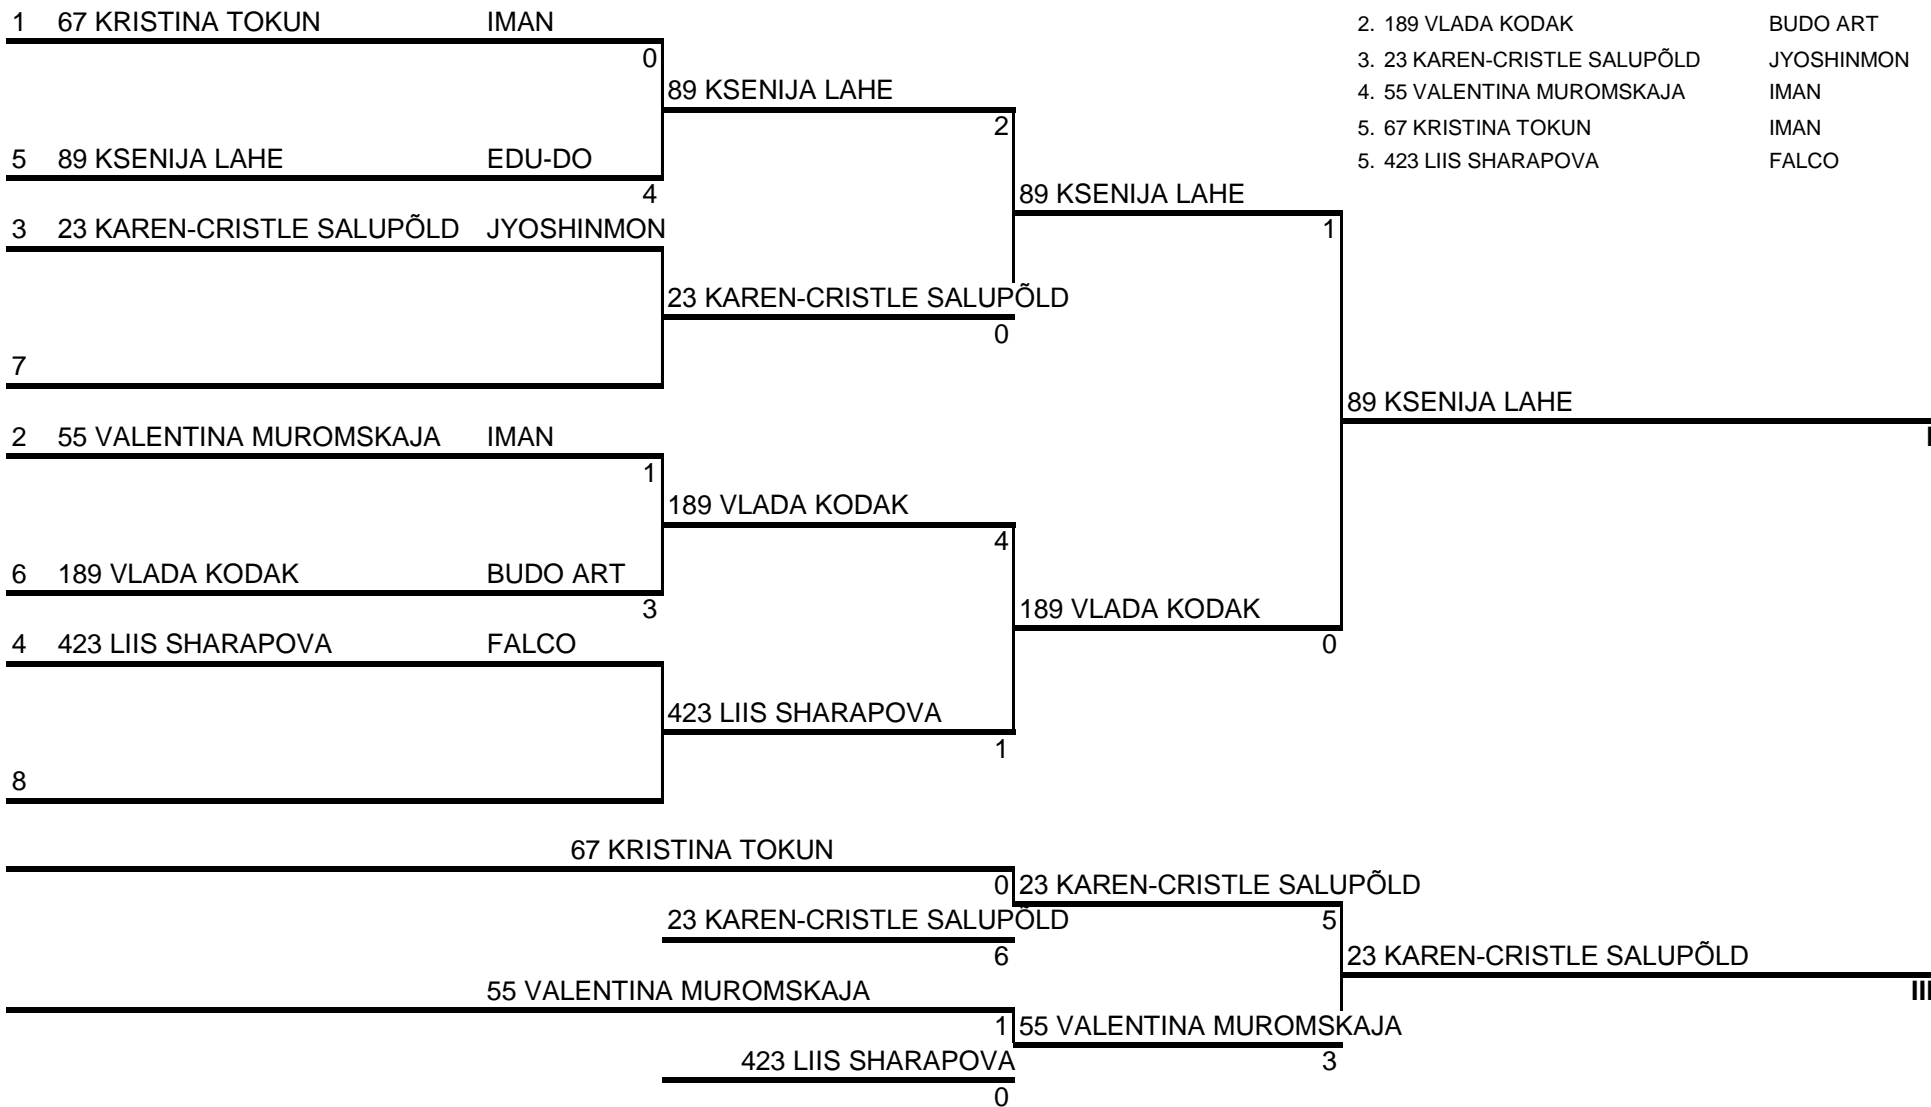 1 67 KRISTINA TOKUN IMAN
0
89 KSENIJA LAHE
2
5 89 KSENIJA LAHE EDU-DO
4
89 KSENIJA LAHE
1
3 23 KAREN-CRISTLE SALUPÕLD JYOSHINMON
23 KAREN-CRISTLE SALUPÕLD
0
7
89 KSENIJA LAHE
I
2 55 VALENTINA MUROMSKAJA IMAN
1
189 VLADA KODAK
4
6 189 VLADA KODAK BUDO ART
3
189 VLADA KODAK
0
4 423 LIIS SHARAPOVA FALCO
423 LIIS SHARAPOVA
1
8
67 KRISTINA TOKUN
0
23 KAREN-CRISTLE SALUPÕLD
5
23 KAREN-CRISTLE SALUPÕLD
6
23 KAREN-CRISTLE SALUPÕLD
III
55 VALENTINA MUROMSKAJA
1
55 VALENTINA MUROMSKAJA
3
423 LIIS SHARAPOVA
0
2. 189 VLADA KODAK BUDO ART
3. 23 KAREN-CRISTLE SALUPÕLD JYOSHINMON
4. 55 VALENTINA MUROMSKAJA IMAN
5. 67 KRISTINA TOKUN IMAN
5. 423 LIIS SHARAPOVA FALCO